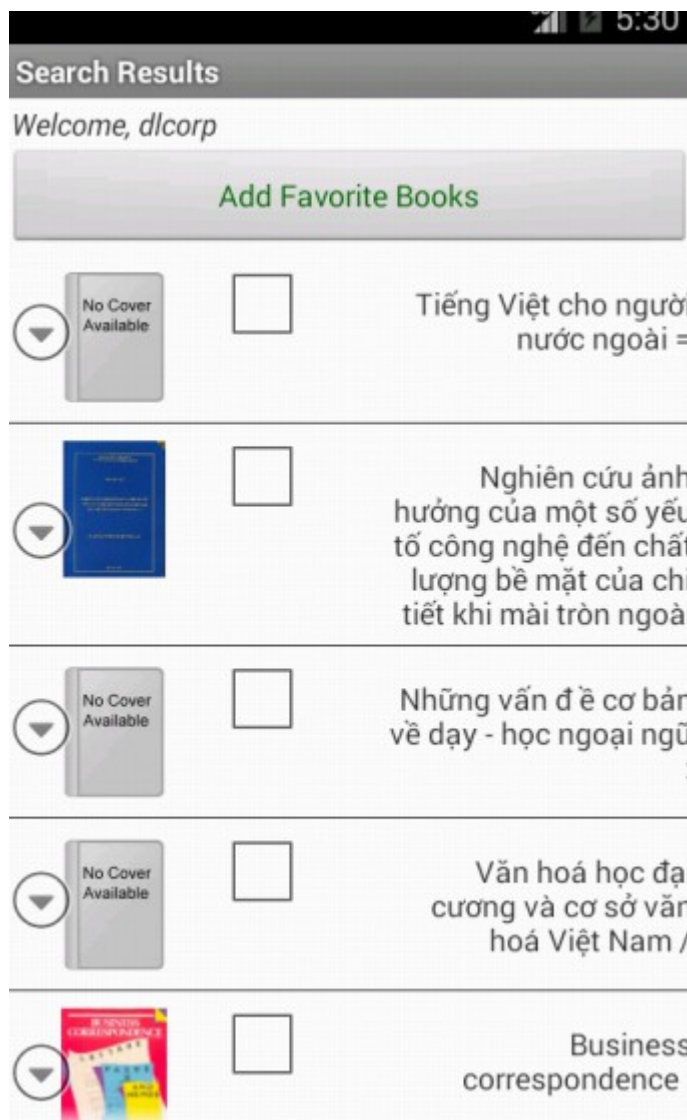 5:30
Search Results
Welcome, dlcorp
Add Favorite Books
No Cover
Available
Tiếng Việt cho người
nước ngoài =
Nghiên cứu ảnh
hưởng của một số yếu
tố công nghệ đến chất
lượng bề mặt của chi
tiết khi mài tròn ngoài
No Cover
Available
Những vấn đ ề cơ bản
về dạy - học ngoại ngữ
No Cover
Available
Văn hoá học đạ
cương và cơ sở văn
hoá Việt Nam /
BUSINESS
CORRESPONDENCE
Business
correspondence